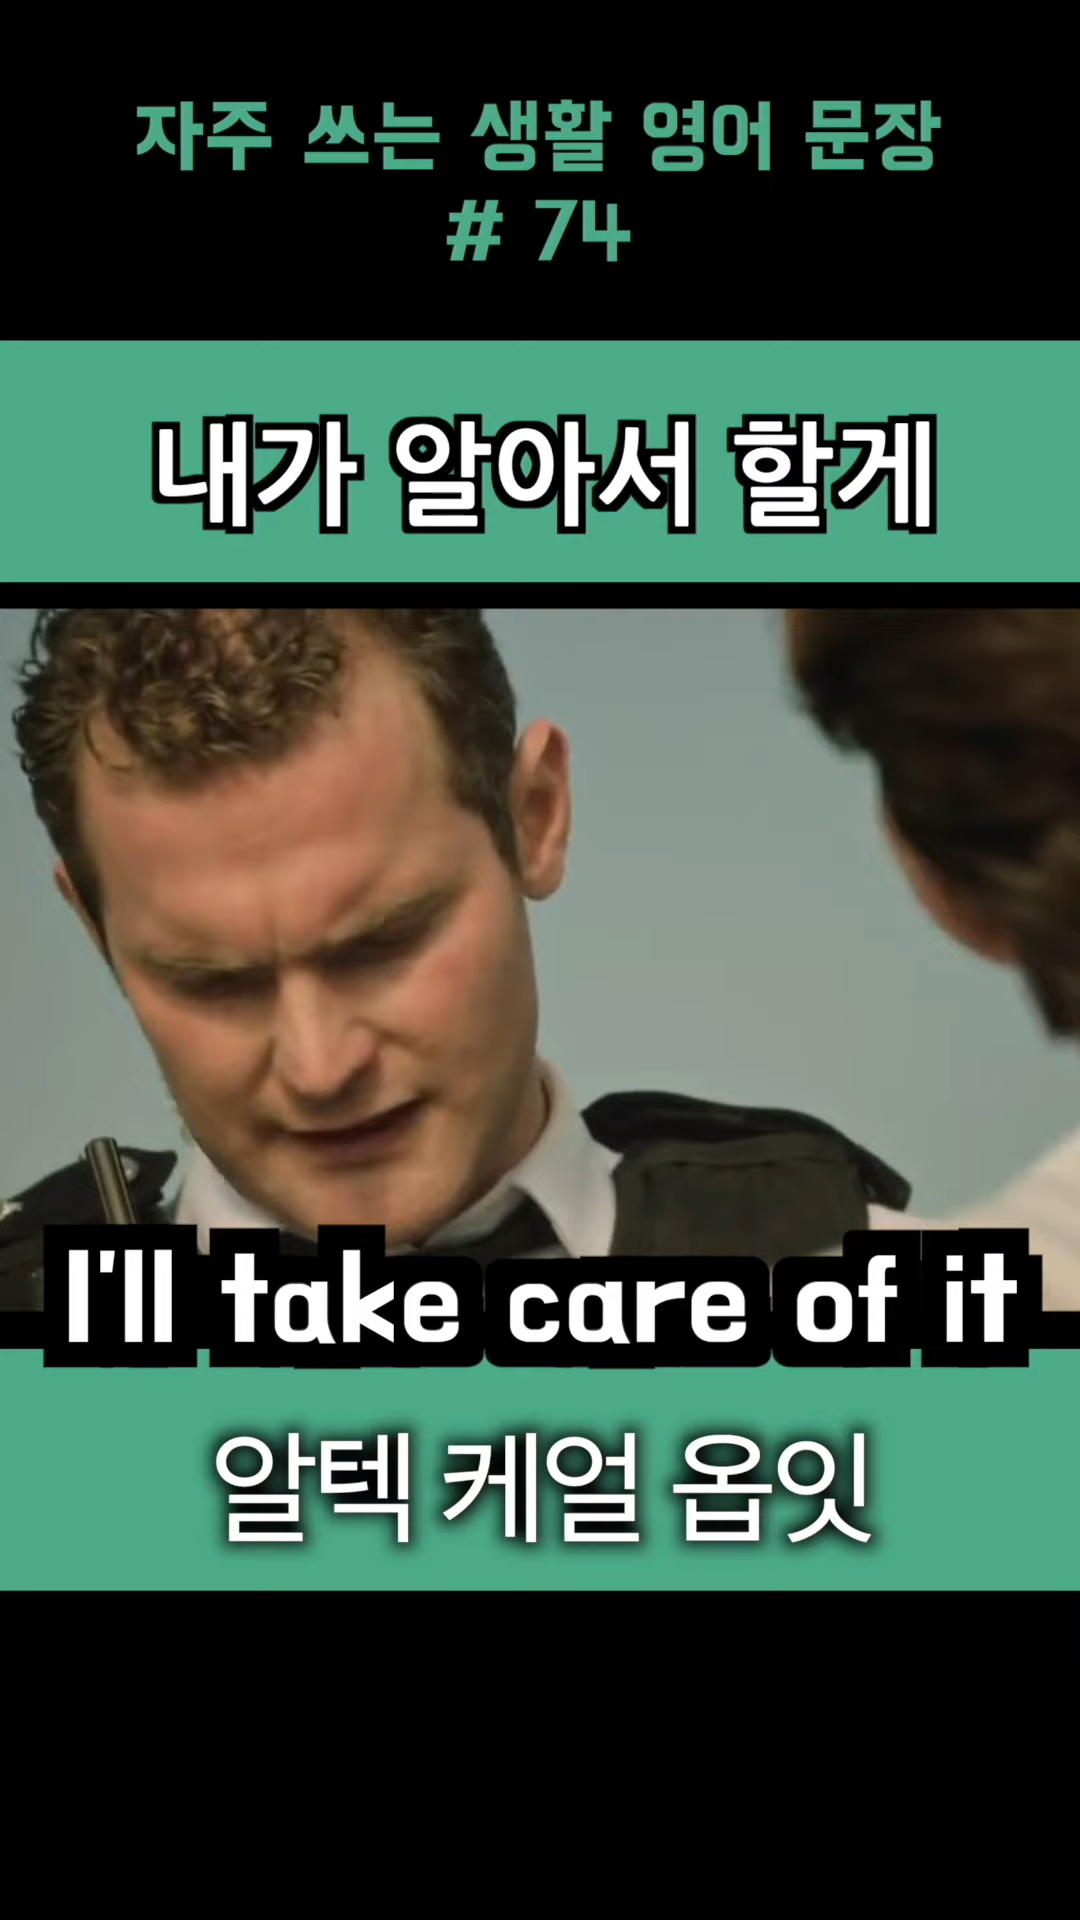 자주 쓰는 생활 영어 문장
# 74
내가 알아서 할게
I'll take care of it
알텍 케얼 옵잇